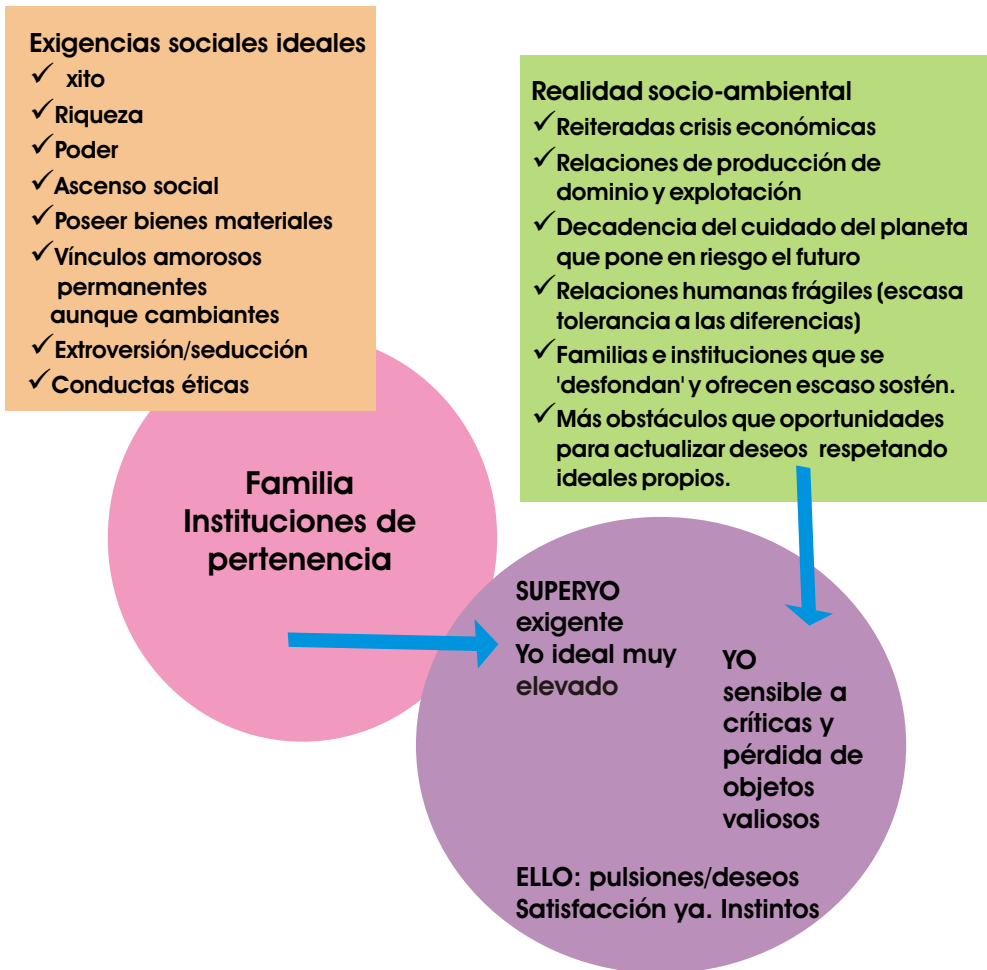 Exigencias sociales ideales
✓ xito
✓ Riqueza
✓ Poder
✓ Ascenso social
✓ Poseer bienes materiales
✓ Vínculos amorosos
permanentes
aunque cambiantes
✓ Extroversión/seducción
✓ Conductas éticas
Realidad socio-ambiental
✓ Reiteradas crisis económicas
✓ Relaciones de producción de
dominio y explotación
✓ Decadencia del cuidado del planeta
que pone en riesgo el futuro
✓ Relaciones humanas frágiles (escasa
tolerancia a las diferencias)
✓ Familias e instituciones que se
'desfondan' y ofrecen escaso sostén.
✓ Más obstáculos que oportunidades
para actualizar deseos respetando
ideales propios.
Familia
Instituciones de
pertenencia
SUPERYO
exigente
Yo ideal muy
elevado
YO
sensible a
críticas y
pérdida de
objetos
valiosos
ELLO: pulsiones/deseos
Satisfacción ya. Instintos